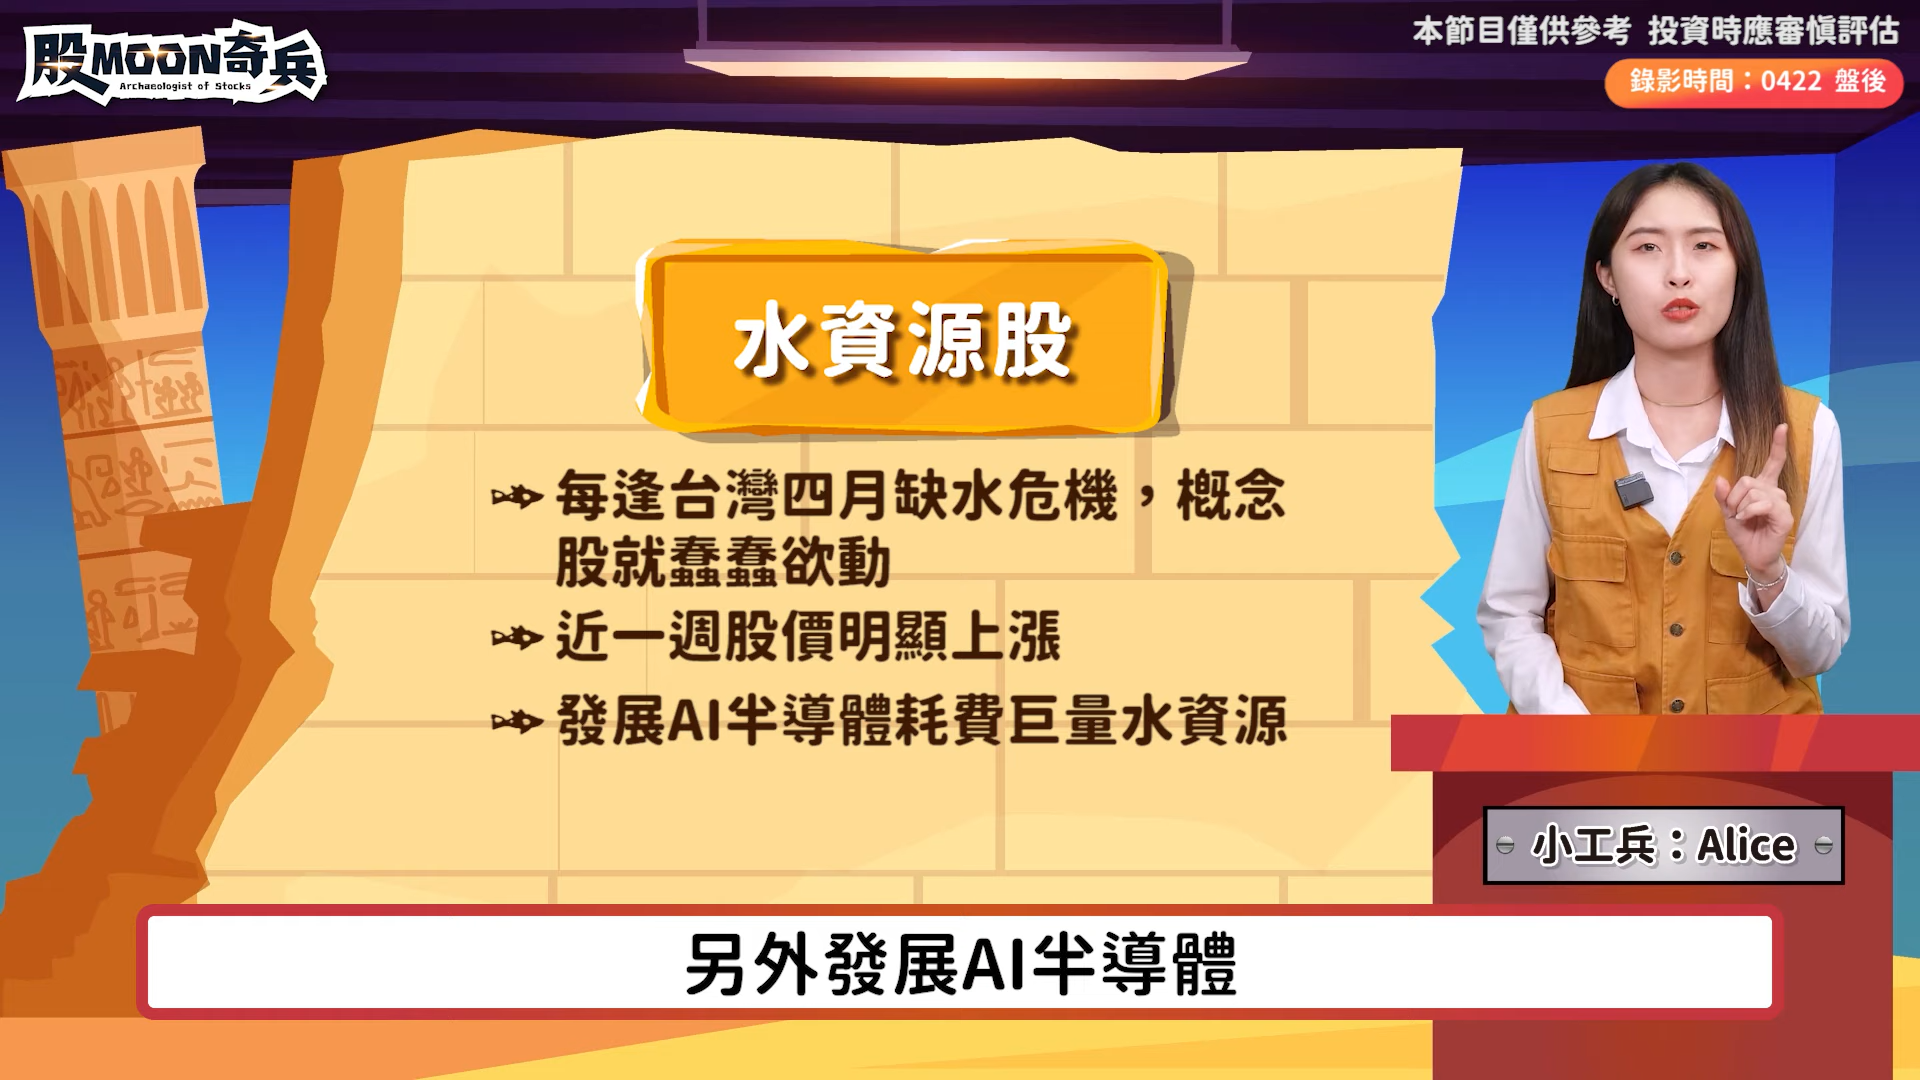 股MOON奇兵
Archaeologist of Stocks
本節目僅供參考 投資時應審慎評估
錄影時間：0422 盤後
水資源股
每逢台灣四月缺水危機，概念
股就蠢蠢欲動
近一週股價明顯上漲
發展AI半導體耗費巨量水資源
小工兵：Alice
另外發展AI半導體